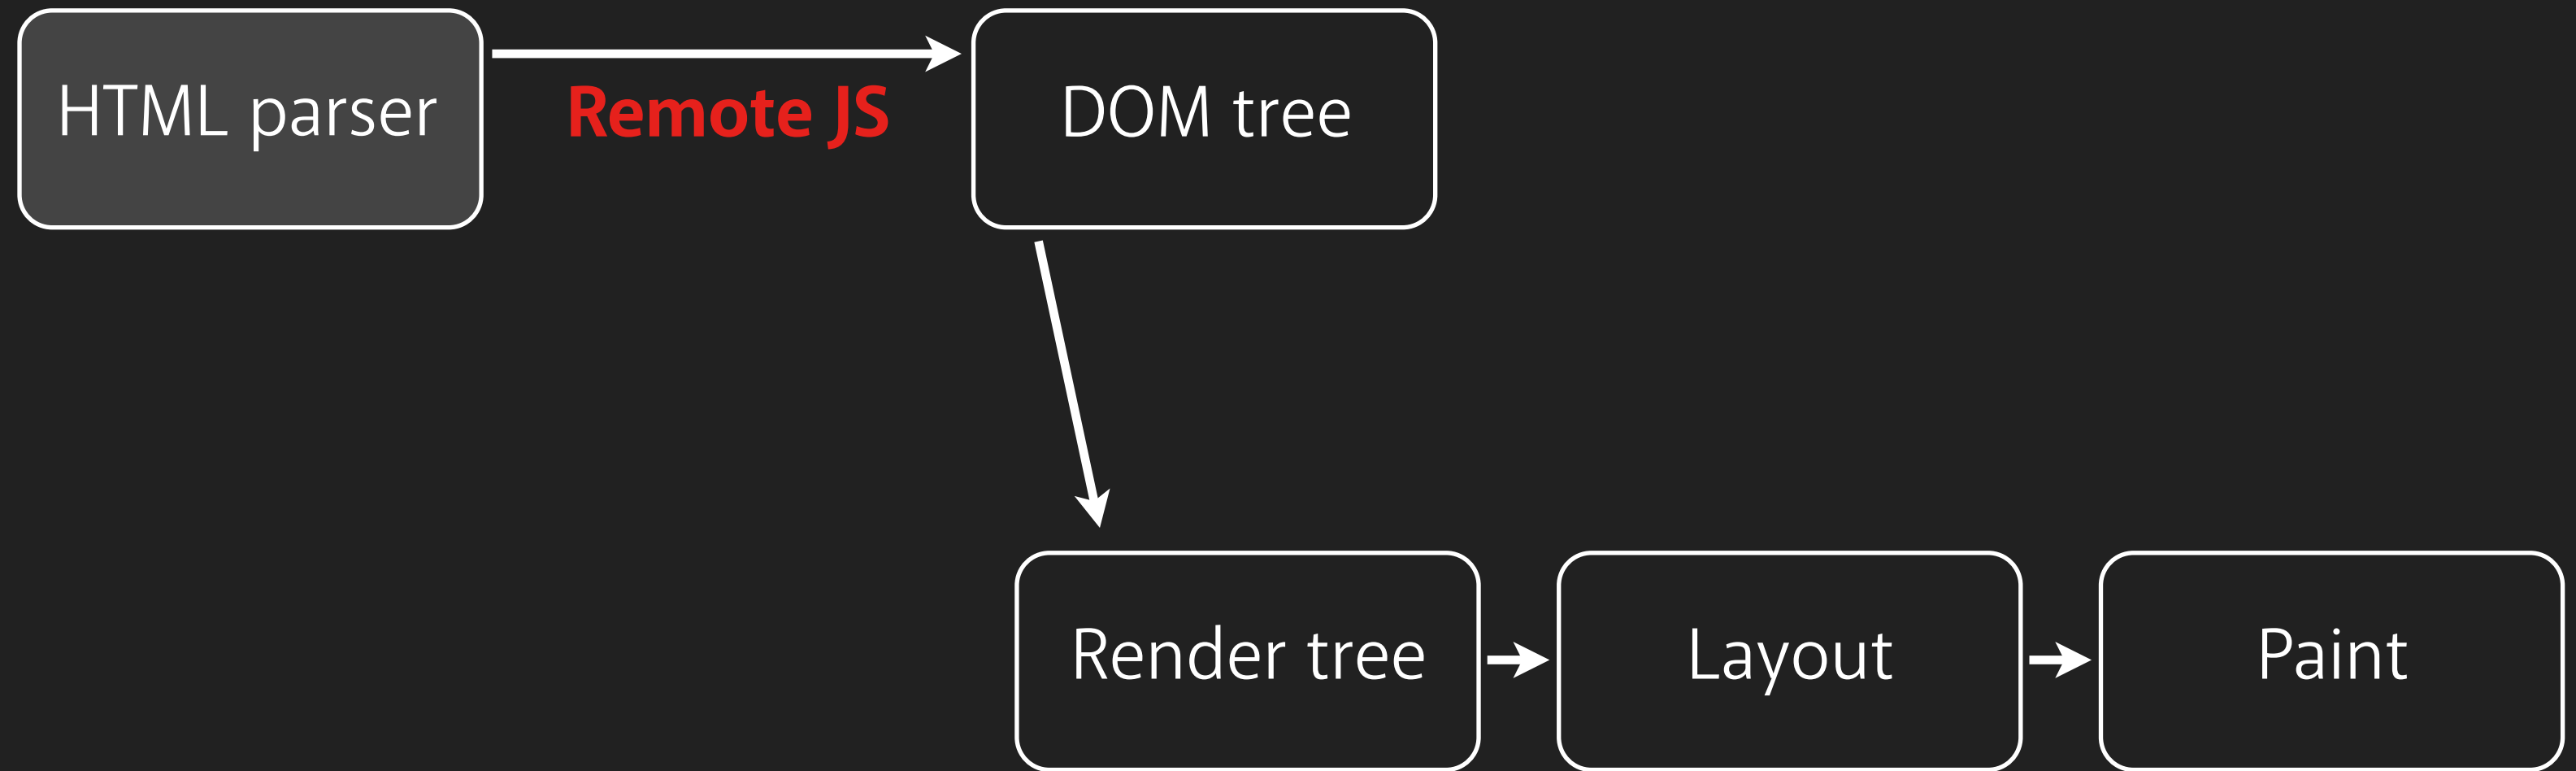 HTML parser
Remote JS
DOM tree
Render tree
Layout
Paint